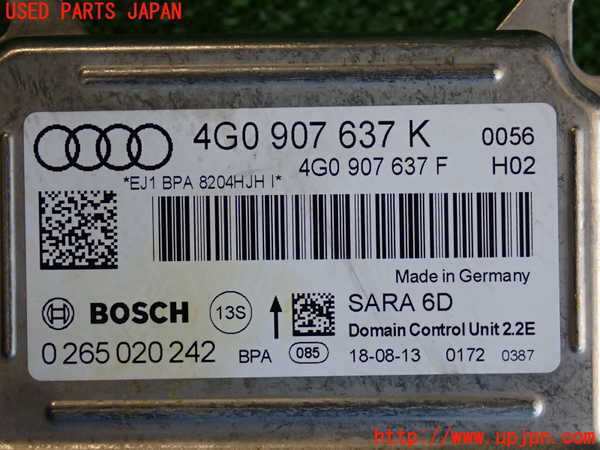 USED PARTS JAPAN
4G0 907 637 K 0056
4G0 907 637 F H02
*EJ1 BPA 8204HJH I*
Made in Germany
BOSCH 13S SARA 6D
Domain Control Unit 2.2E
0 265 020 242 BPA 085 18-08-13 0172 0387
http://www.upjpn.com/